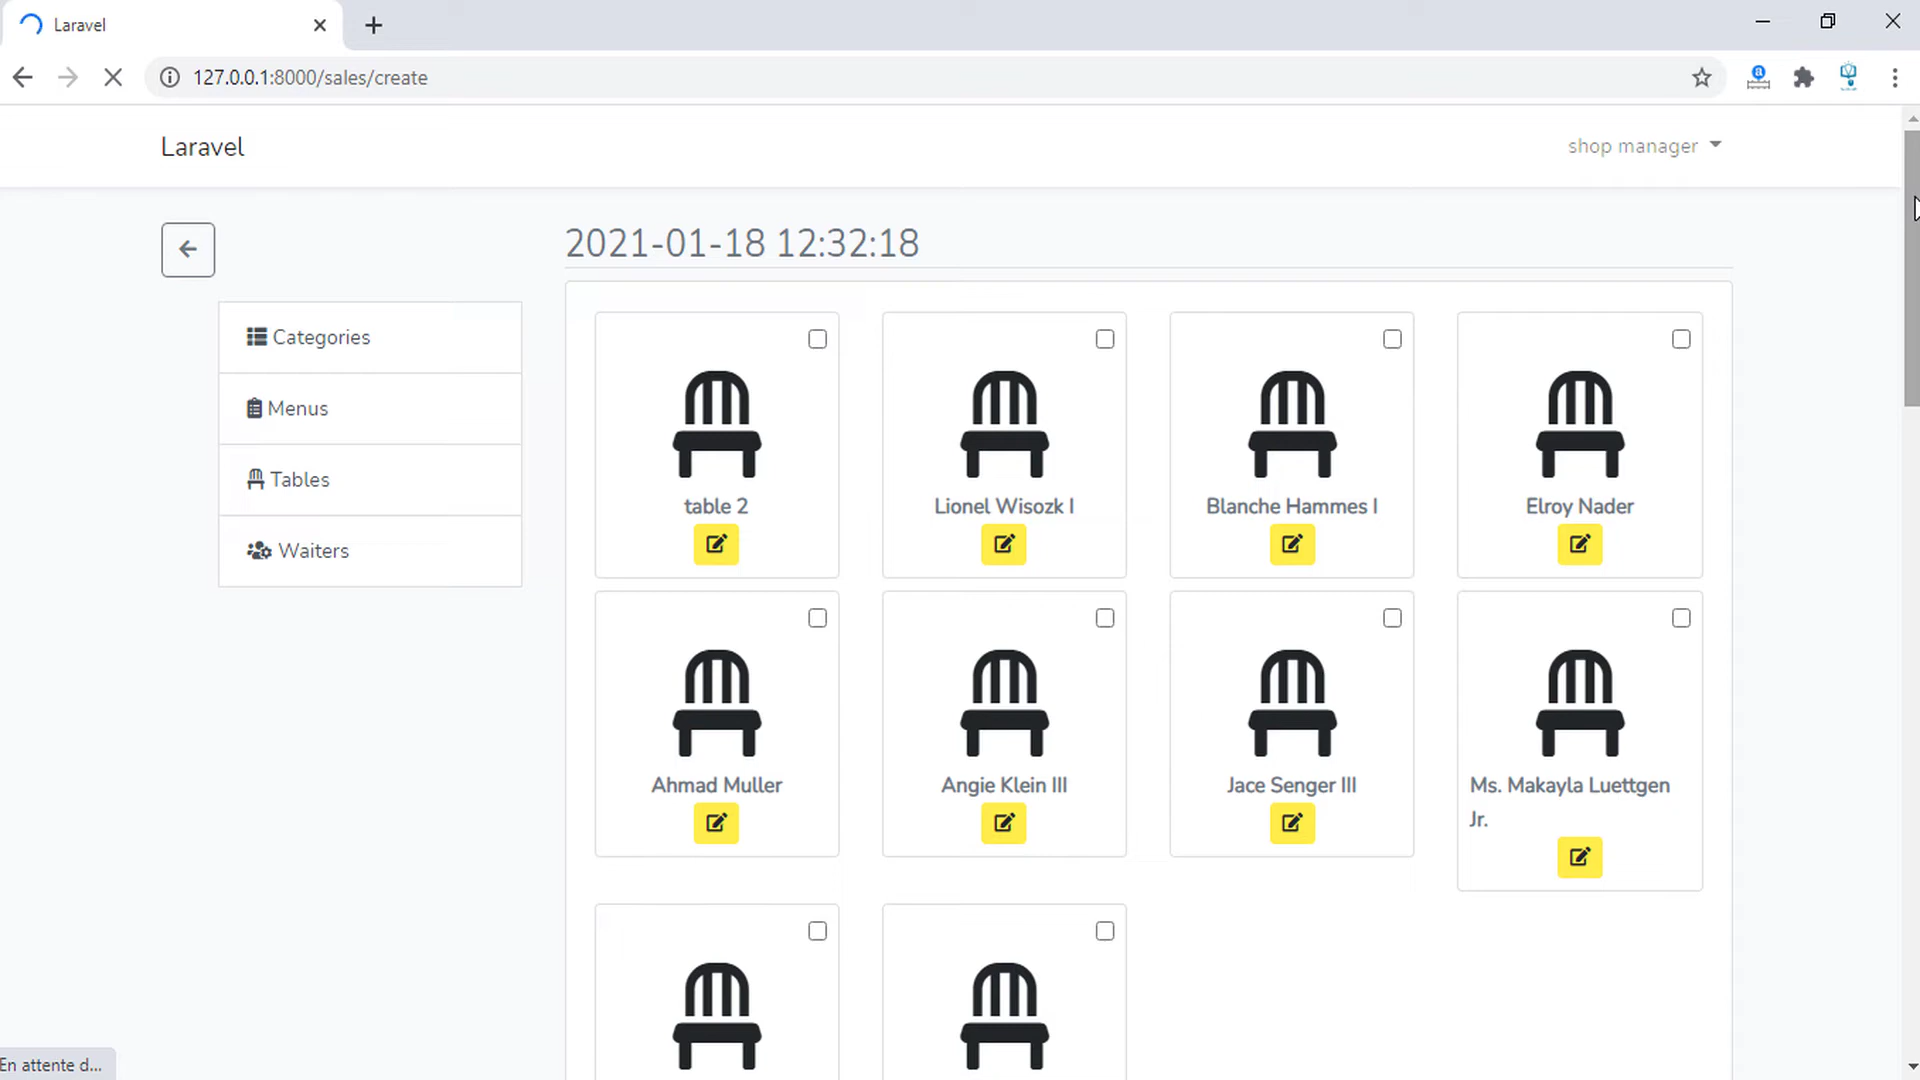 Laravel
127.0.0.1:8000/sales/create
Laravel
shop manager
2021-01-18 12:32:18
Categories
Menus
Tables
Waiters
table 2
Lionel Wisozk I
Blanche Hammes I
Elroy Nader
Ahmad Muller
Angie Klein III
Jace Senger III
Ms. Makayla Luettgen
Jr.
En attente d...